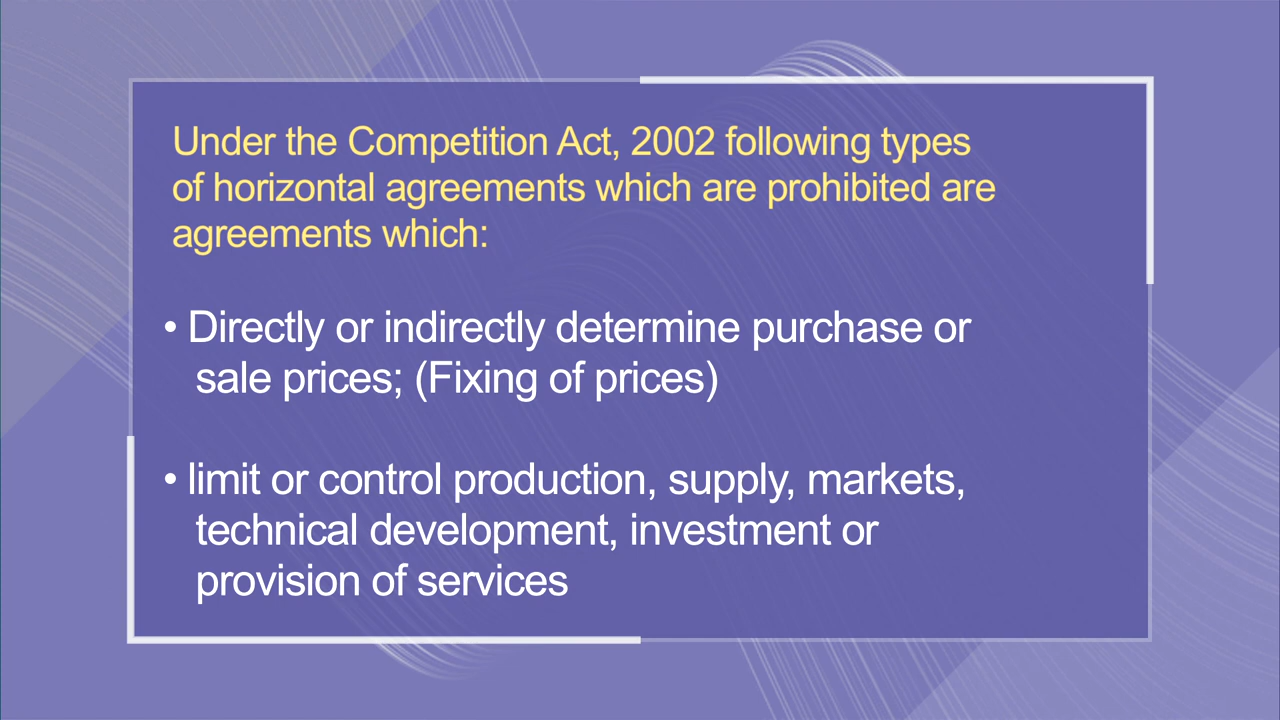 Under the Competition Act, 2002 following types
of horizontal agreements which are prohibited are
agreements which:
• Directly or indirectly determine purchase or
sale prices; (Fixing of prices)
• limit or control production, supply, markets,
technical development, investment or
provision of services